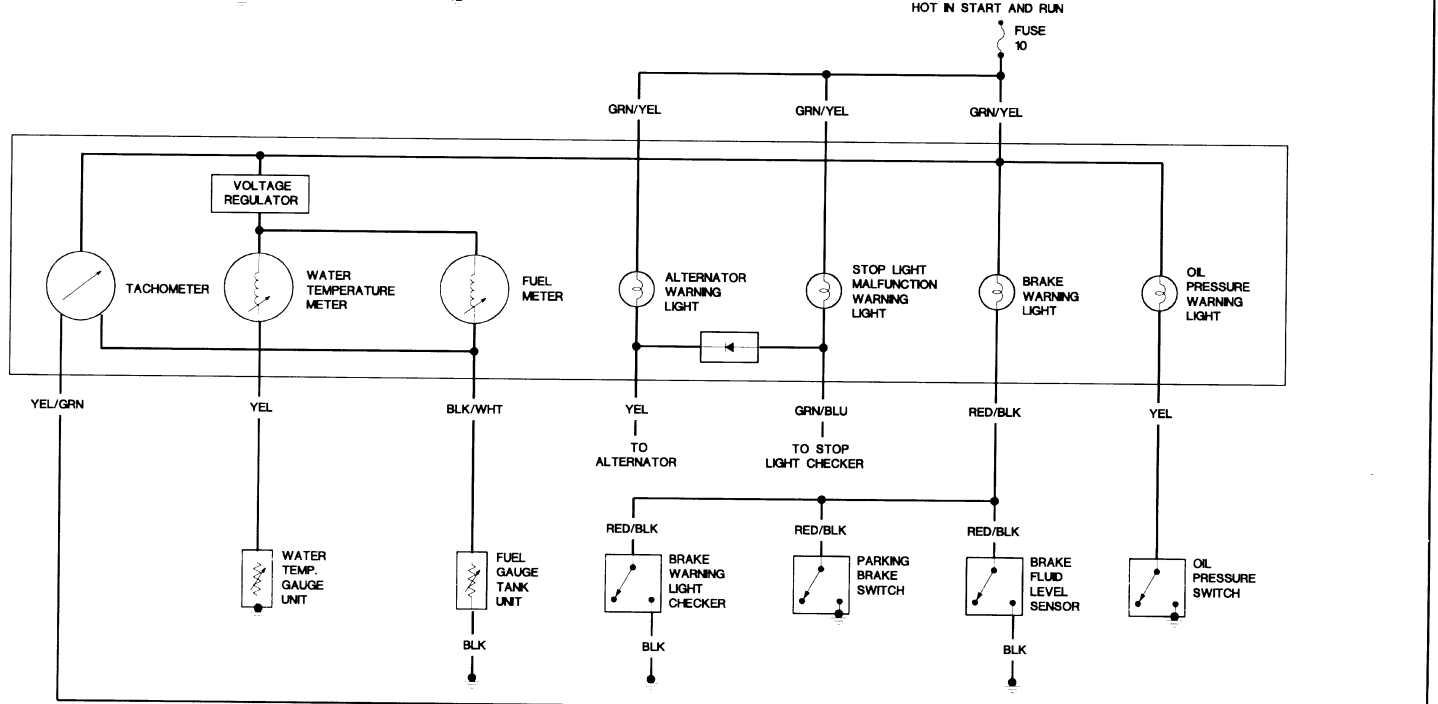 HOT IN START AND RUN
FUSE
10
GRN/YEL
GRN/YEL
GRN/YEL
VOLTAGE
REGULATOR
TACHOMETER
WATER
TEMPERATURE
METER
FUEL
METER
ALTERNATOR
WARNING
LIGHT
STOP LIGHT
MALFUNCTION
WARNING
LIGHT
BRAKE
WARNING
LIGHT
OIL
PRESSURE
WARNING
LIGHT
YEL/GRN
YEL
BLK/WHT
YEL
GRN/BLU
RED/BLK
YEL
TO
ALTERNATOR
TO STOP
LIGHT CHECKER
RED/BLK
RED/BLK
RED/BLK
WATER
TEMP.
GAUGE
UNIT
FUEL
GAUGE
TANK
UNIT
BRAKE
WARNING
LIGHT
CHECKER
PARKING
BRAKE
SWITCH
BRAKE
FLUID
LEVEL
SENSOR
OIL
PRESSURE
SWITCH
BLK
BLK
BLK